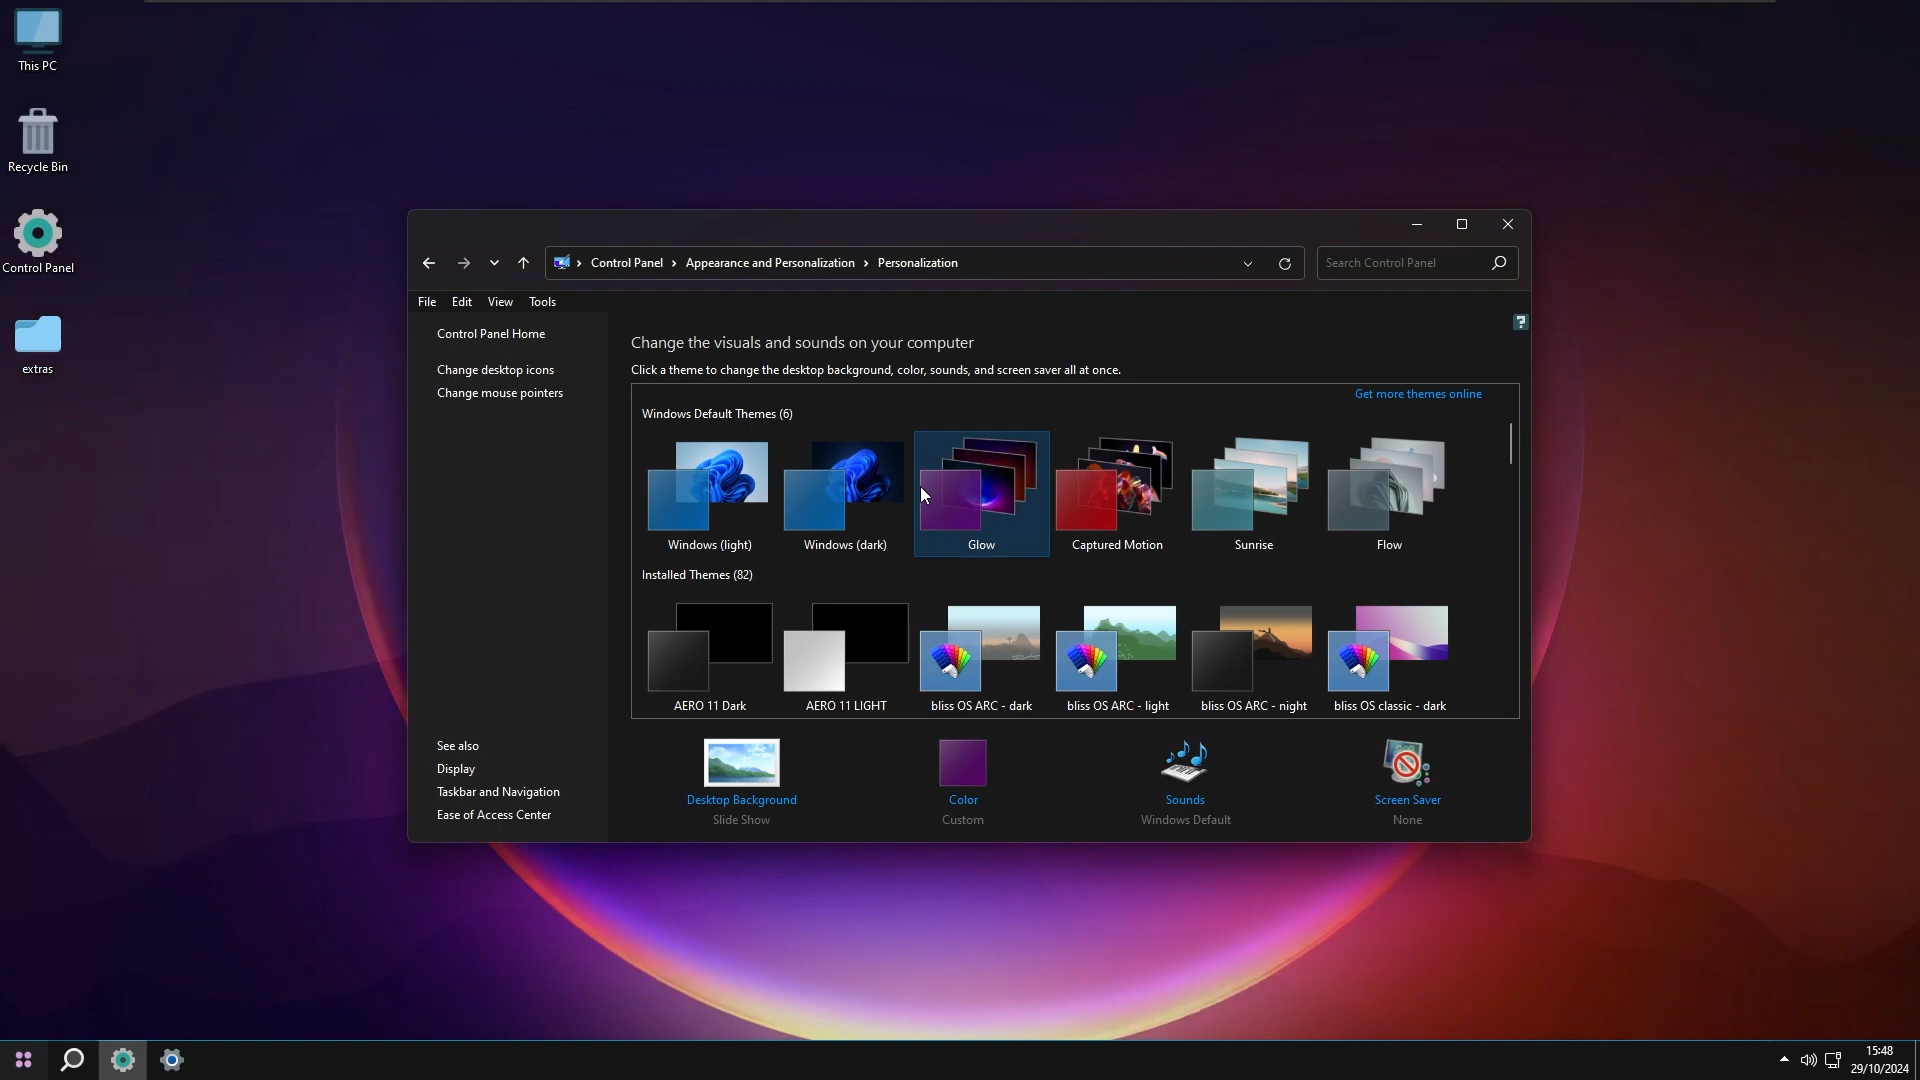 This PC
Recycle Bin
Control Panel
extras
Control Panel
Appearance and Personalization
Personalization
Search Control Panel
File Edit View Tools
Control Panel Home
Change desktop icons
Change mouse pointers
?
Change the visuals and sounds on your computer
Click a theme to change the desktop background, color, sounds, and screen saver all at once.
Get more themes online
Windows Default Themes (6)
Windows (light)
Windows (dark)
Glow
Captured Motion
Sunrise
Flow
Installed Themes (82)
AERO 11 Dark
AERO 11 LIGHT
bliss OS ARC - dark
bliss OS ARC - light
bliss OS ARC - night
bliss OS classic - dark
See also
Display
Taskbar and Navigation
Ease of Access Center
Desktop Background
Slide Show
Color
Custom
Sounds
Windows Default
Screen Saver
None
15:48
29/10/2024